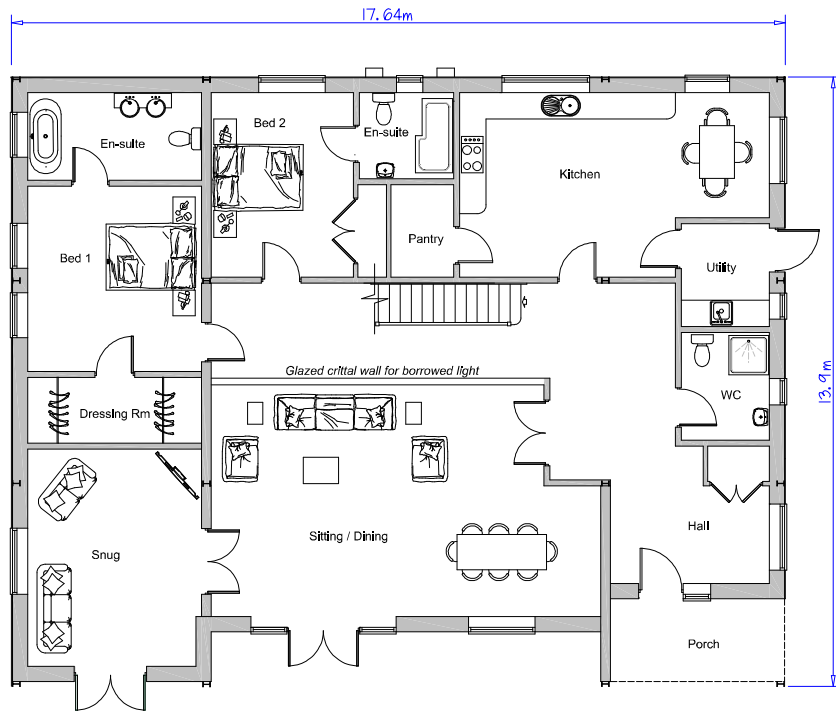 17.64m
En-suite
Bed 2
En-suite
Kitchen
Bed 1
Pantry
Utility
Glazed crittal wall for borrowed light
13.9m
Dressing Rm
WC
Snug
Sitting / Dining
Hall
Porch